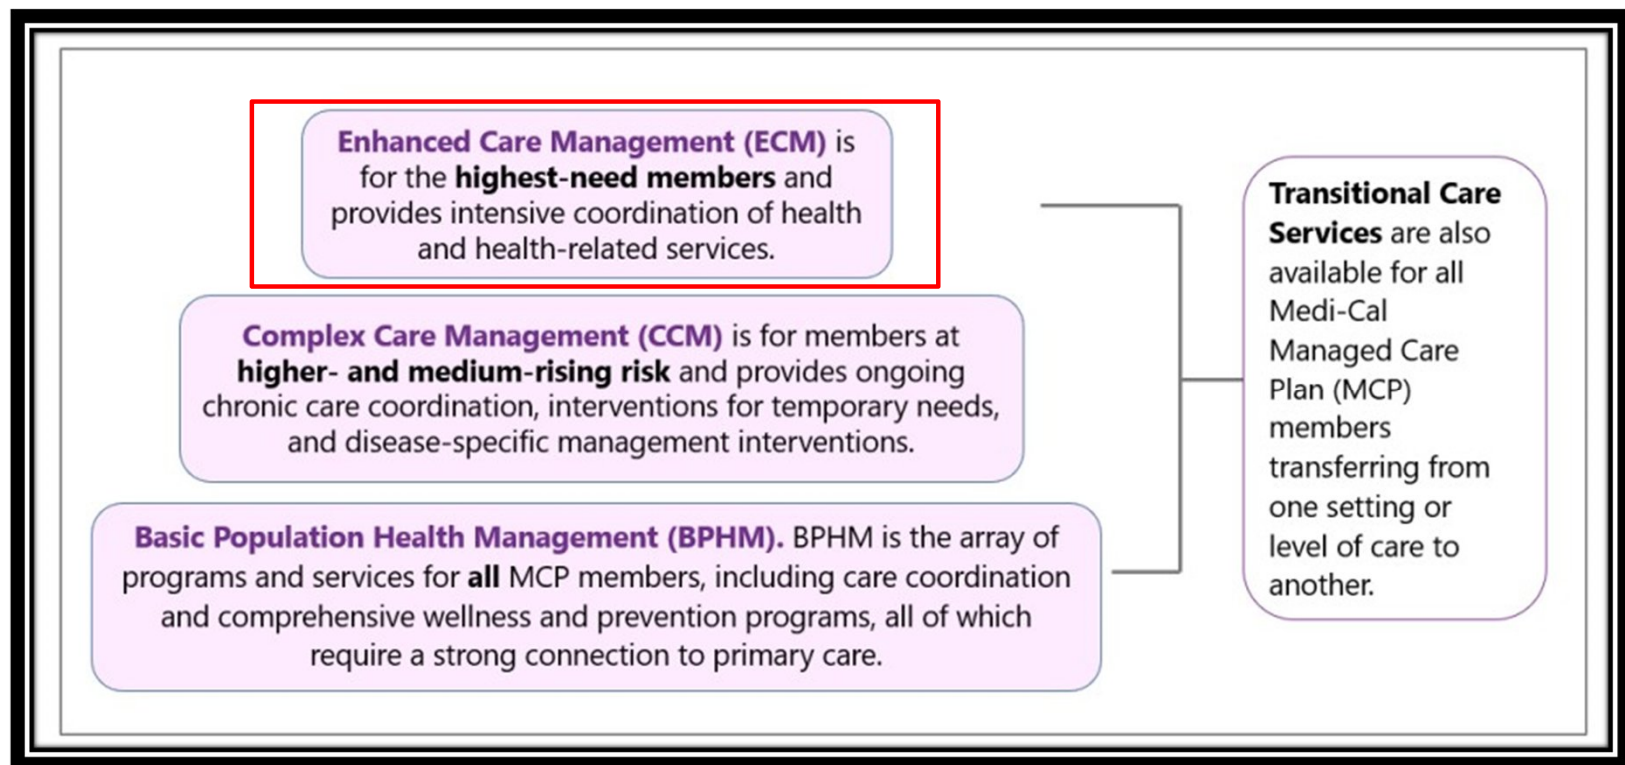 Enhanced Care Management (ECM) is
for the highest-need members and
provides intensive coordination of health
and health-related services.
Complex Care Management (CCM) is for members at
higher- and medium-rising risk and provides ongoing
chronic care coordination, interventions for temporary needs,
and disease-specific management interventions.
Basic Population Health Management (BPHM). BPHM is the array of
programs and services for all MCP members, including care coordination
and comprehensive wellness and prevention programs, all of which
require a strong connection to primary care.
Transitional Care
Services are also
available for all
Medi-Cal
Managed Care
Plan (MCP)
members
transferring from
one setting or
level of care to
another.